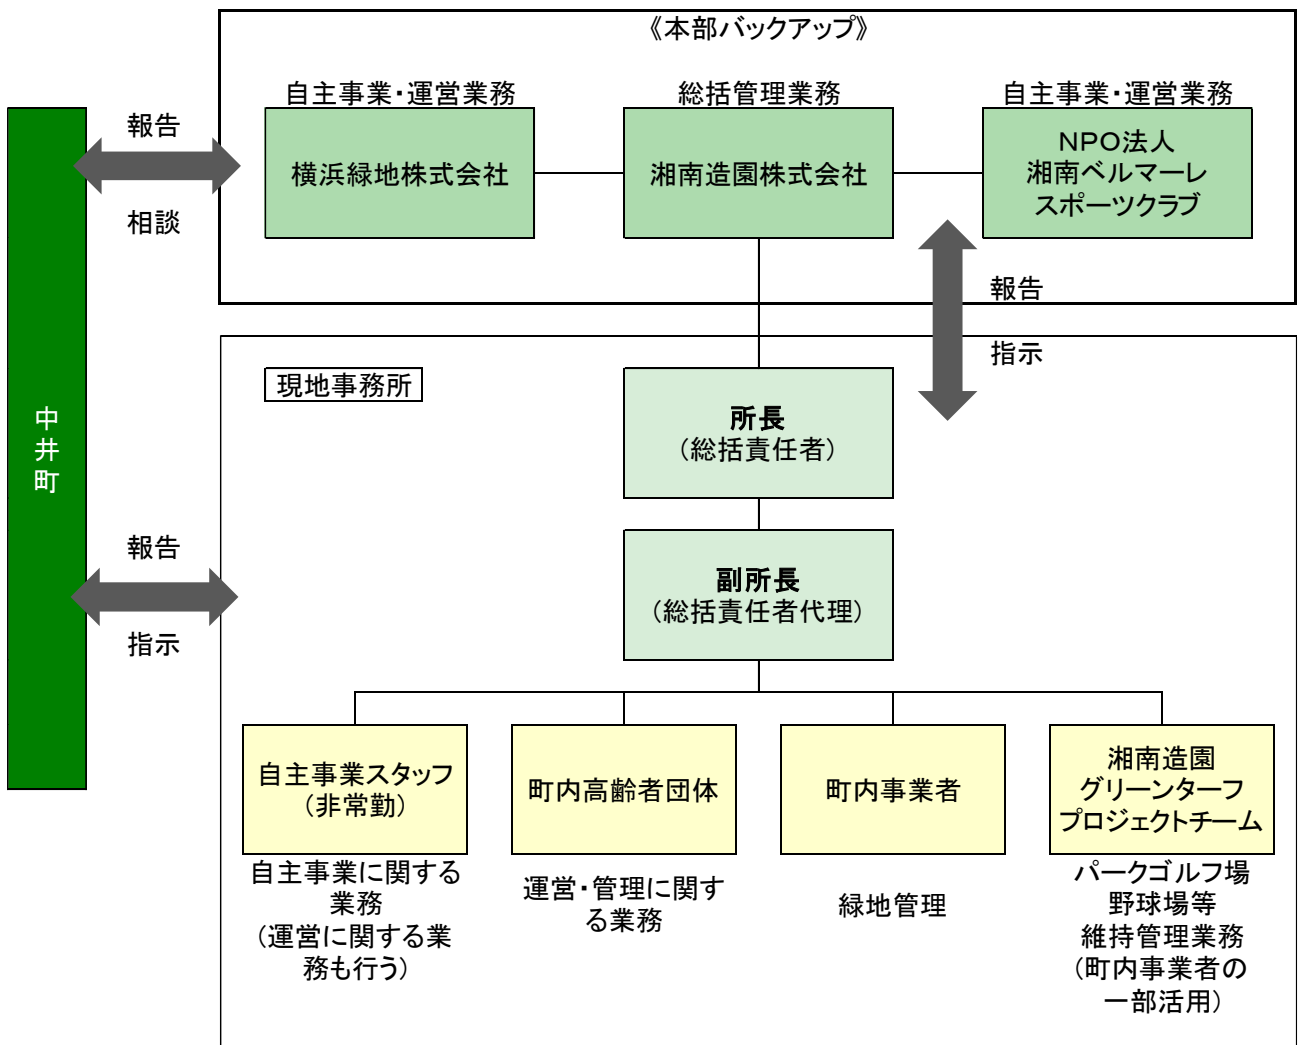 《本部バックアップ》
自主事業・運営業務
総括管理業務
自主事業・運営業務
横浜緑地株式会社
湘南造園株式会社
NPO法人
湘南ベルマーレ
スポーツクラブ
報告
相談
報告
指示
中井町
現地事務所
所長
(総括責任者)
副所長
(総括責任者代理)
報告
指示
自主事業スタッフ
(非常勤)
町内高齢者団体
町内事業者
湘南造園
グリーンターフ
プロジェクトチーム
自主事業に関する
業務
(運営に関する業
務も行う)
運営・管理に関す
る業務
緑地管理
パークゴルフ場
野球場等
維持管理業務
(町内事業者の
一部活用)